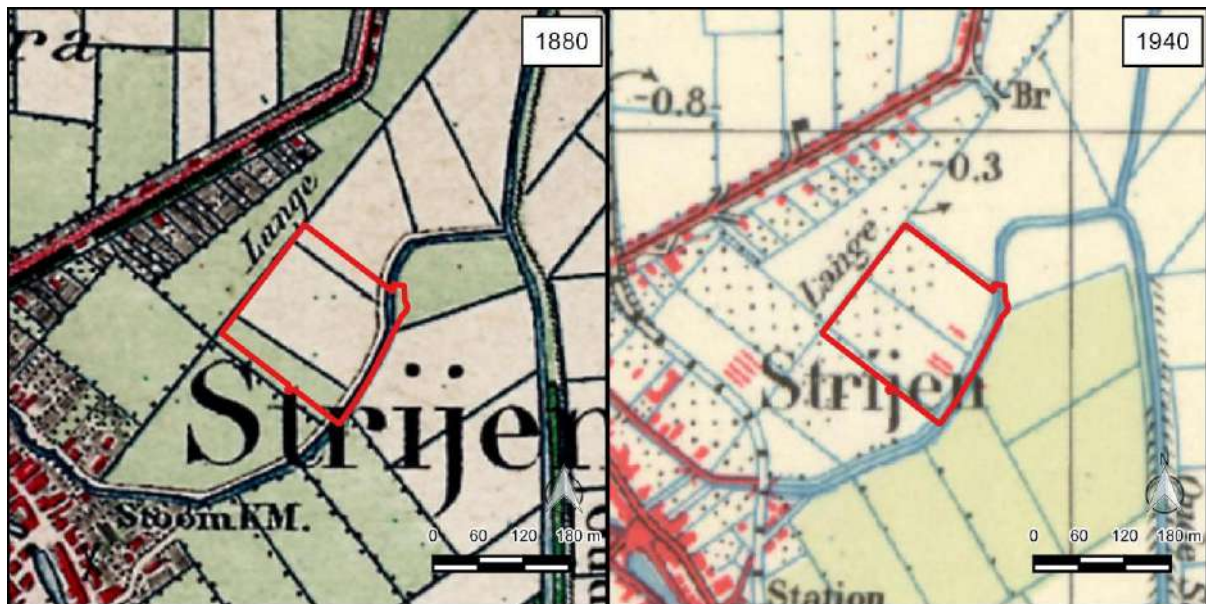 ra
1880
Lange
Strijen
Stoom KM.
0 60 120 180 m
1940
-0.8
Br
-0.3
Lange
Strijen
N
0 60 120 180 m
Station